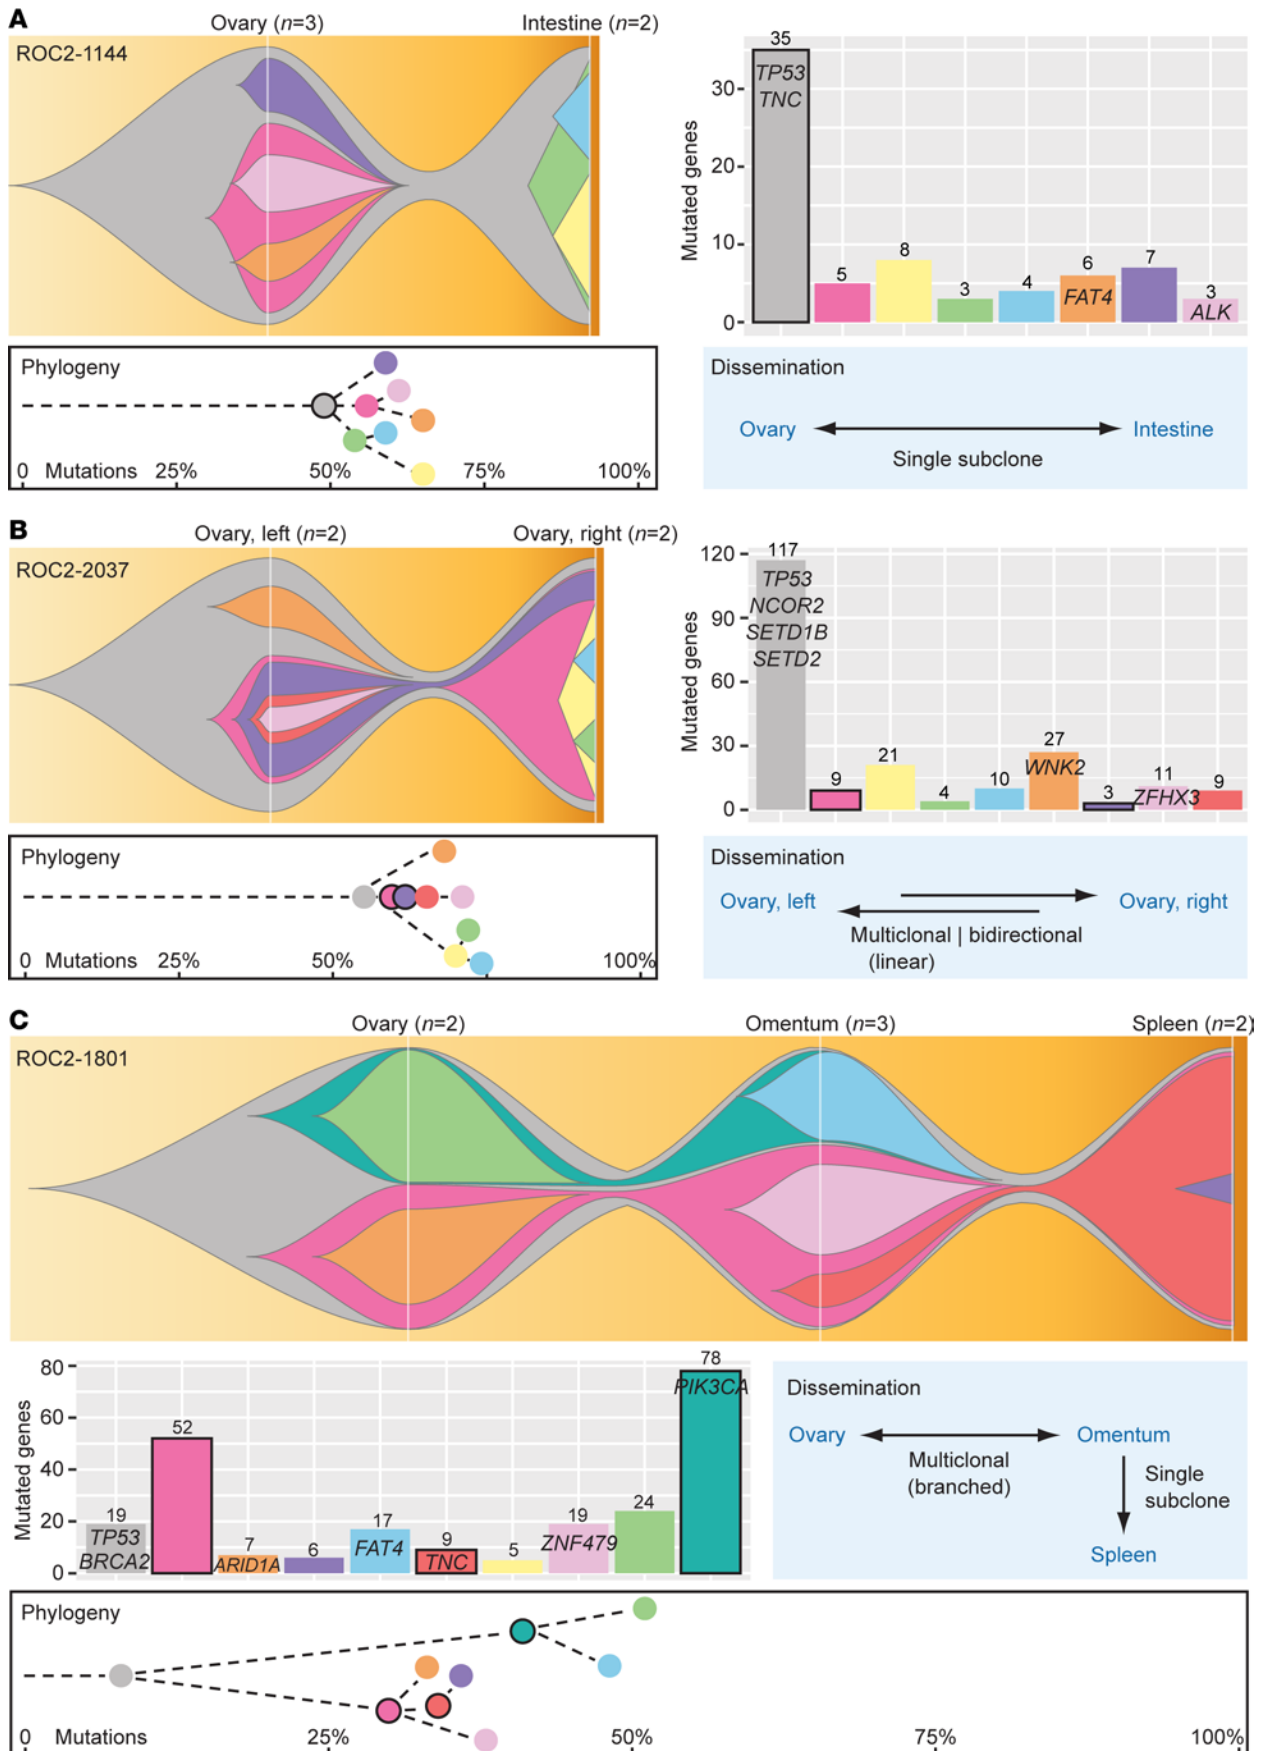 A
Ovary (n=3)
Intestine (n=2)
ROC2-1144
Mutated genes
30
20
10
0
35
TP53
TNC
5
8
3
4
6
FAT4
7
3
ALK
Phylogeny
0 Mutations 25% 50% 75% 100%
Dissemination
Ovary
Intestine
Single subclone
B
Ovary, left (n=2)
Ovary, right (n=2)
ROC2-2037
Mutated genes
120
90
60
30
0
117
TP53
NCOR2
SETD1B
SETD2
9
21
4
10
27
WNK2
3
11
ZFHX3
9
Phylogeny
0 Mutations 25% 50% 100%
Dissemination
Ovary, left
Ovary, right
Multiclonal | bidirectional
(linear)
C
Ovary (n=2)
Omentum (n=3)
Spleen (n=2)
ROC2-1801
Mutated genes
80
60
40
20
0
19
TP53
BRCA2
52
7
ARID1A
6
17
FAT4
9
TNC
5
19
ZNF479
24
78
PIK3CA
Dissemination
Ovary
Omentum
Multiclonal
(branched)
Single
subclone
Spleen
Phylogeny
0 Mutations 25% 50% 75% 100%